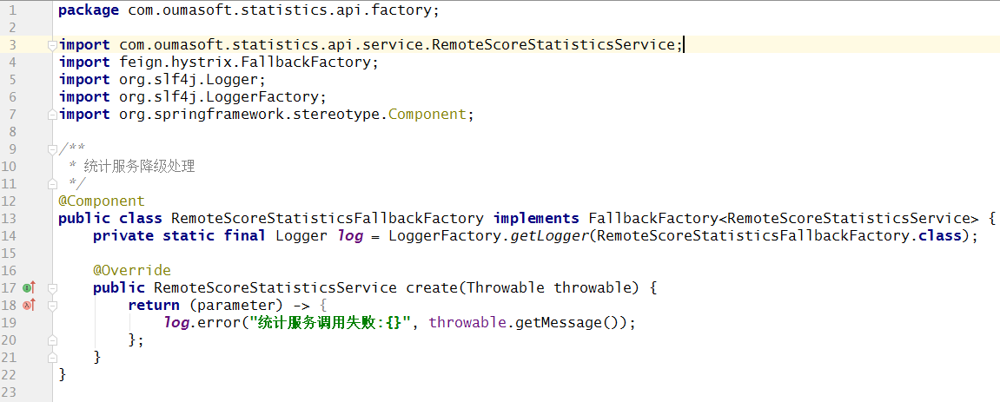 1 package com.oumasoft.statistics.api.factory;
2
3 import com.oumasoft.statistics.api.service.RemoteScoreStatisticsService;
4 import feign.hystrix.FallbackFactory;
5 import org.slf4j.Logger;
6 import org.slf4j.LoggerFactory;
7 import org.springframework.stereotype.Component;
8
9 /**
10  * 统计服务降级处理
11  */
12 @Component
13 public class RemoteScoreStatisticsFallbackFactory implements FallbackFactory<RemoteScoreStatisticsService> {
14     private static final Logger log = LoggerFactory.getLogger(RemoteScoreStatisticsFallbackFactory.class);
15
16     @Override
17     public RemoteScoreStatisticsService create(Throwable throwable) {
18         return (parameter) -> {
19             log.error("统计服务调用失败:{}", throwable.getMessage());
20         };
21     }
22 }
23